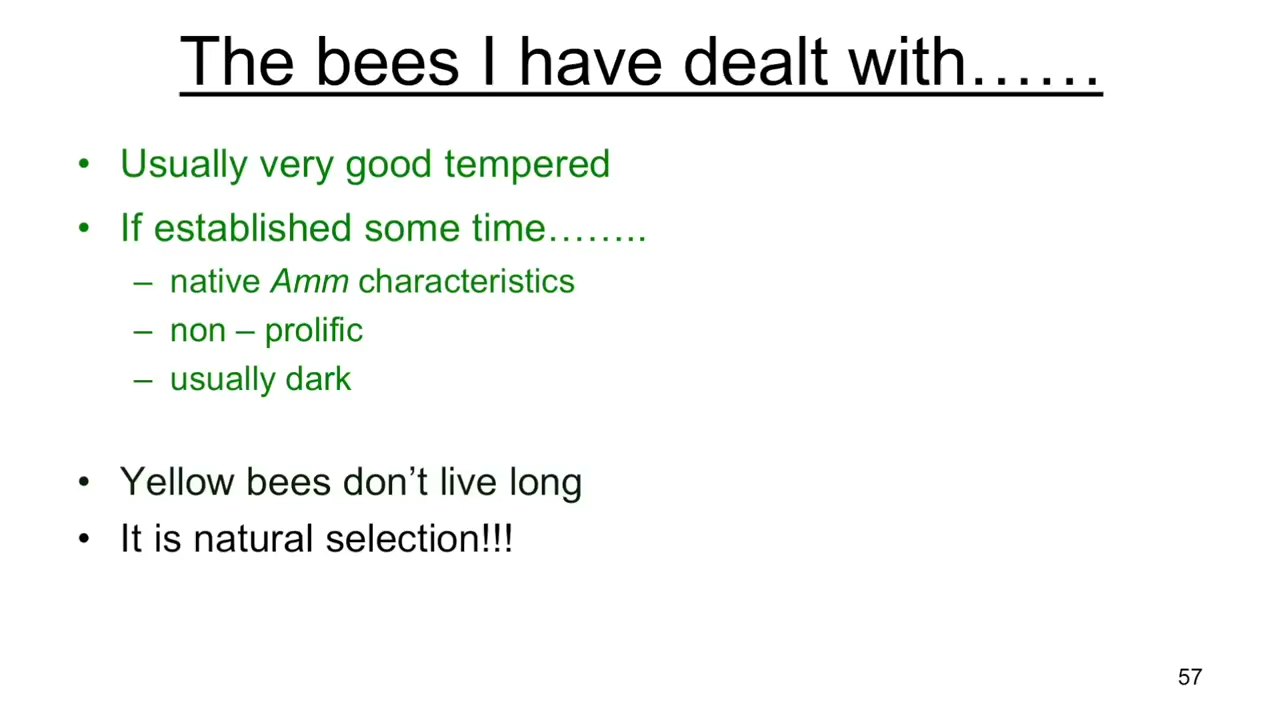 The bees I have dealt with……
• Usually very good tempered
• If established some time……..
– native Amm characteristics
– non – prolific
– usually dark
• Yellow bees don’t live long
• It is natural selection!!!
57